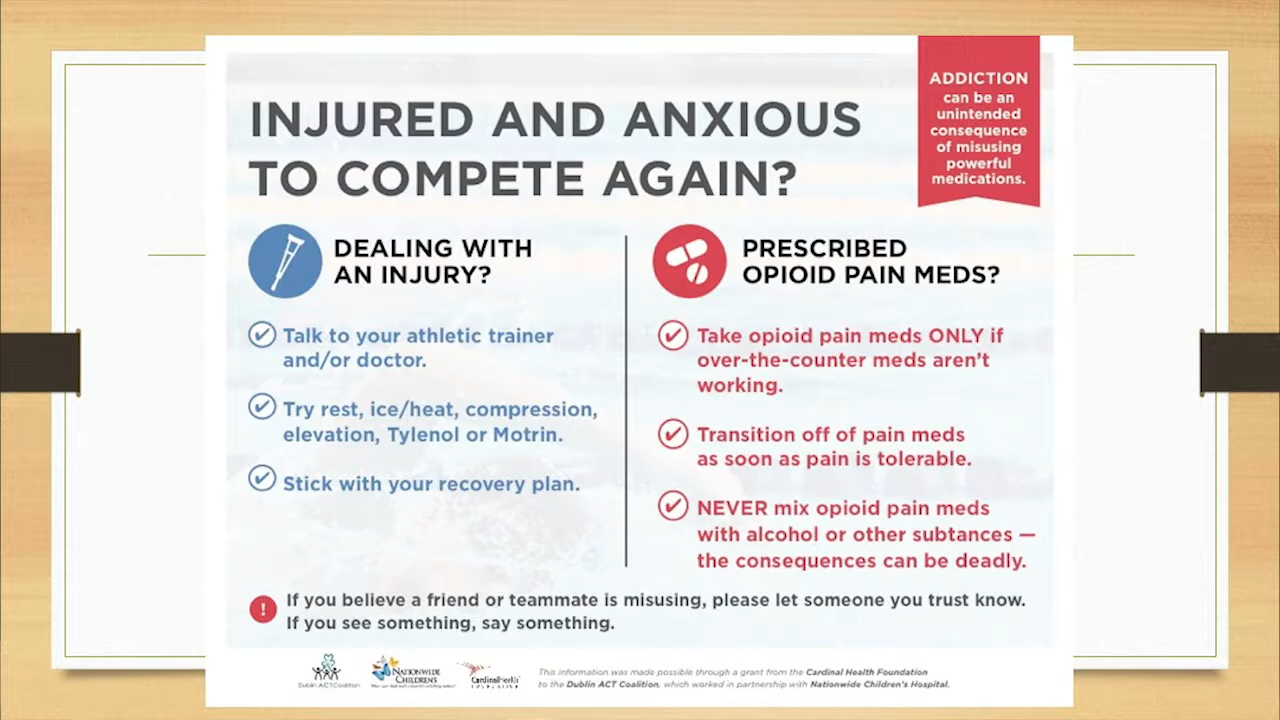 ADDICTION
can be an
unintended
consequence
of misusing
powerful
medications.
INJURED AND ANXIOUS
TO COMPETE AGAIN?
DEALING WITH
AN INJURY?
Talk to your athletic trainer
and/or doctor.
Try rest, ice/heat, compression,
elevation, Tylenol or Motrin.
Stick with your recovery plan.
PRESCRIBED
OPIOID PAIN MEDS?
Take opioid pain meds ONLY if
over-the-counter meds aren't
working.
Transition off of pain meds
as soon as pain is tolerable.
NEVER mix opioid pain meds
with alcohol or other subtances —
the consequences can be deadly.
!
If you believe a friend or teammate is misusing, please let someone you trust know.
If you see something, say something.
Dublin ACTCoalition
NATIONWIDE
CHILDREN'S
CardinalHealth
This information was made possible through a grant from the Cardinal Health Foundation
to the Dublin ACT Coalition, which worked in partnership with Nationwide Children's Hospital.